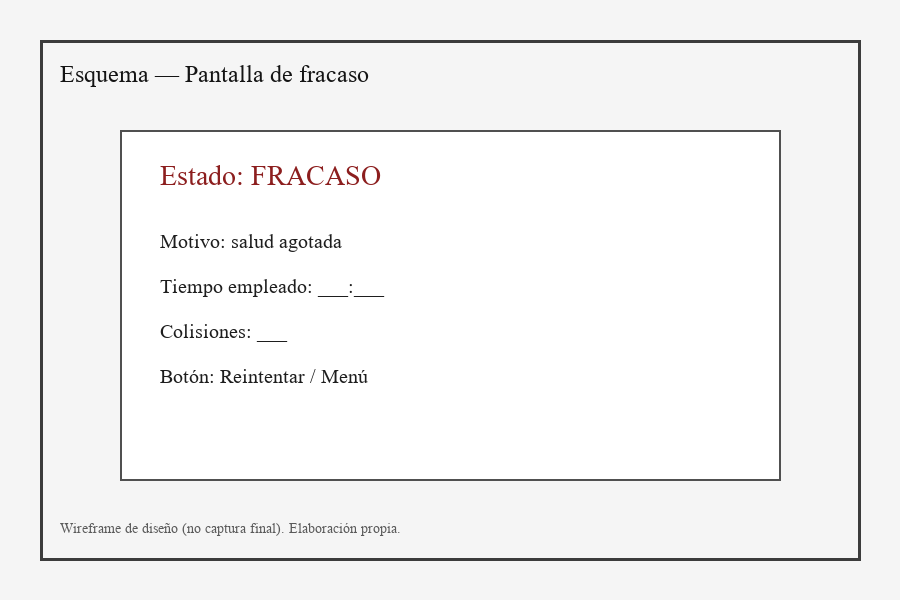 Esquema — Pantalla de fracaso
Estado: FRACASO
Motivo: salud agotada
Tiempo empleado: ___:___
Colisiones: ___
Botón: Reintentar / Menú
Wireframe de diseño (no captura final). Elaboración propia.